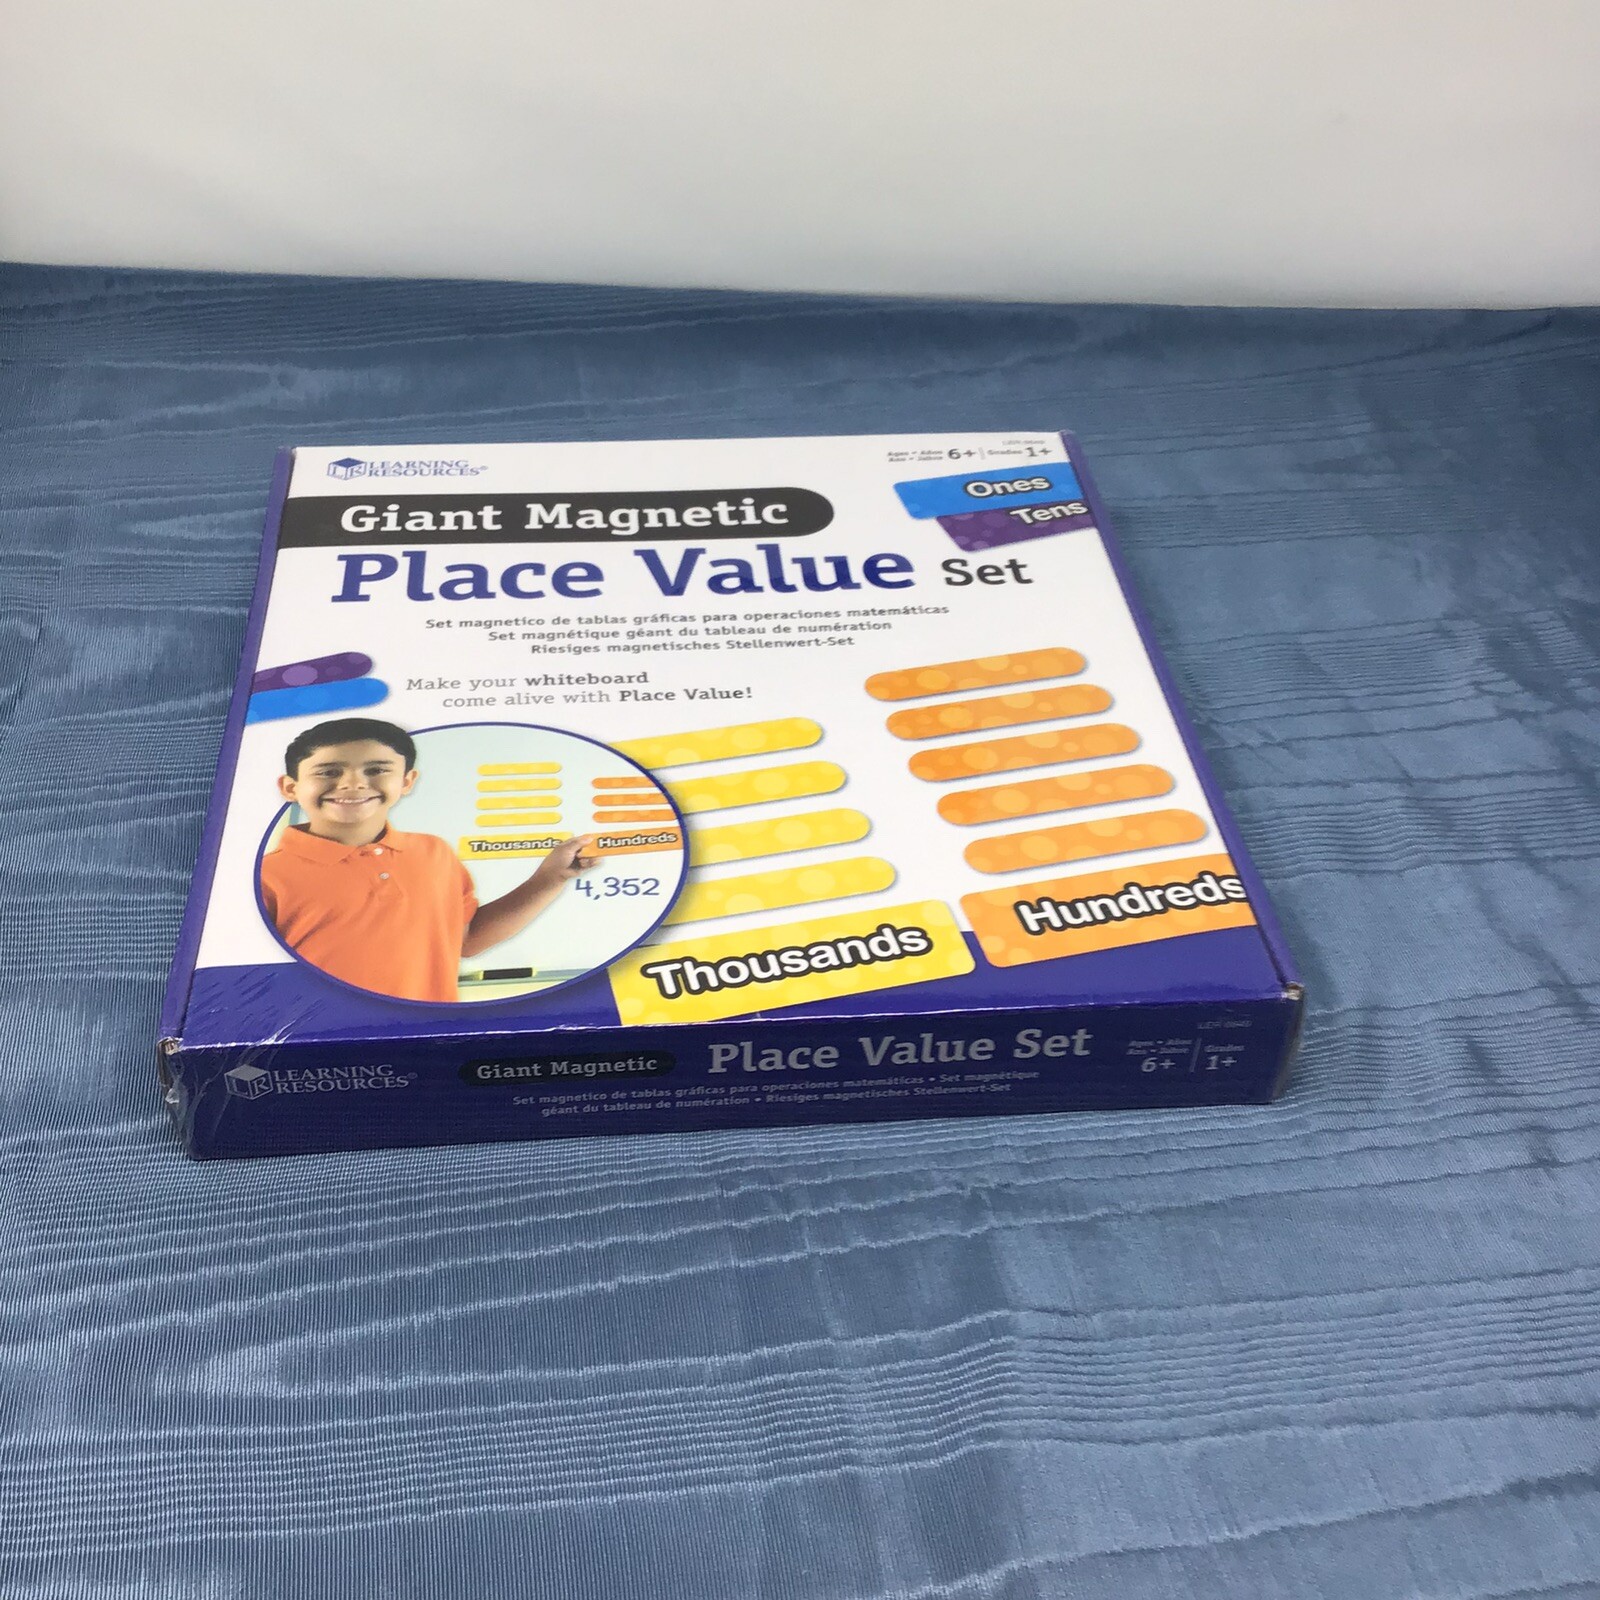 LEARNING
RESOURCES®
6+ | Grades 1+
Ones
Tens
Giant Magnetic
Place Value Set
Set magnetico de tablas gráficas para operaciones matemáticas
Set magnétique géant du tableau de numération
Riesiges magnetisches Stellenwert-Set
Make your whiteboard
come alive with Place Value!
Thousands
Hundreds
4,352
Thousands
Hundreds
LEARNING
RESOURCES®
Giant Magnetic
Place Value Set
Set magnetico de tablas gráficas para operaciones matemáticas • Set magnétique
géant du tableau de numération • Riesiges magnetisches Stellenwert-Set
Grades
6+ | 1+